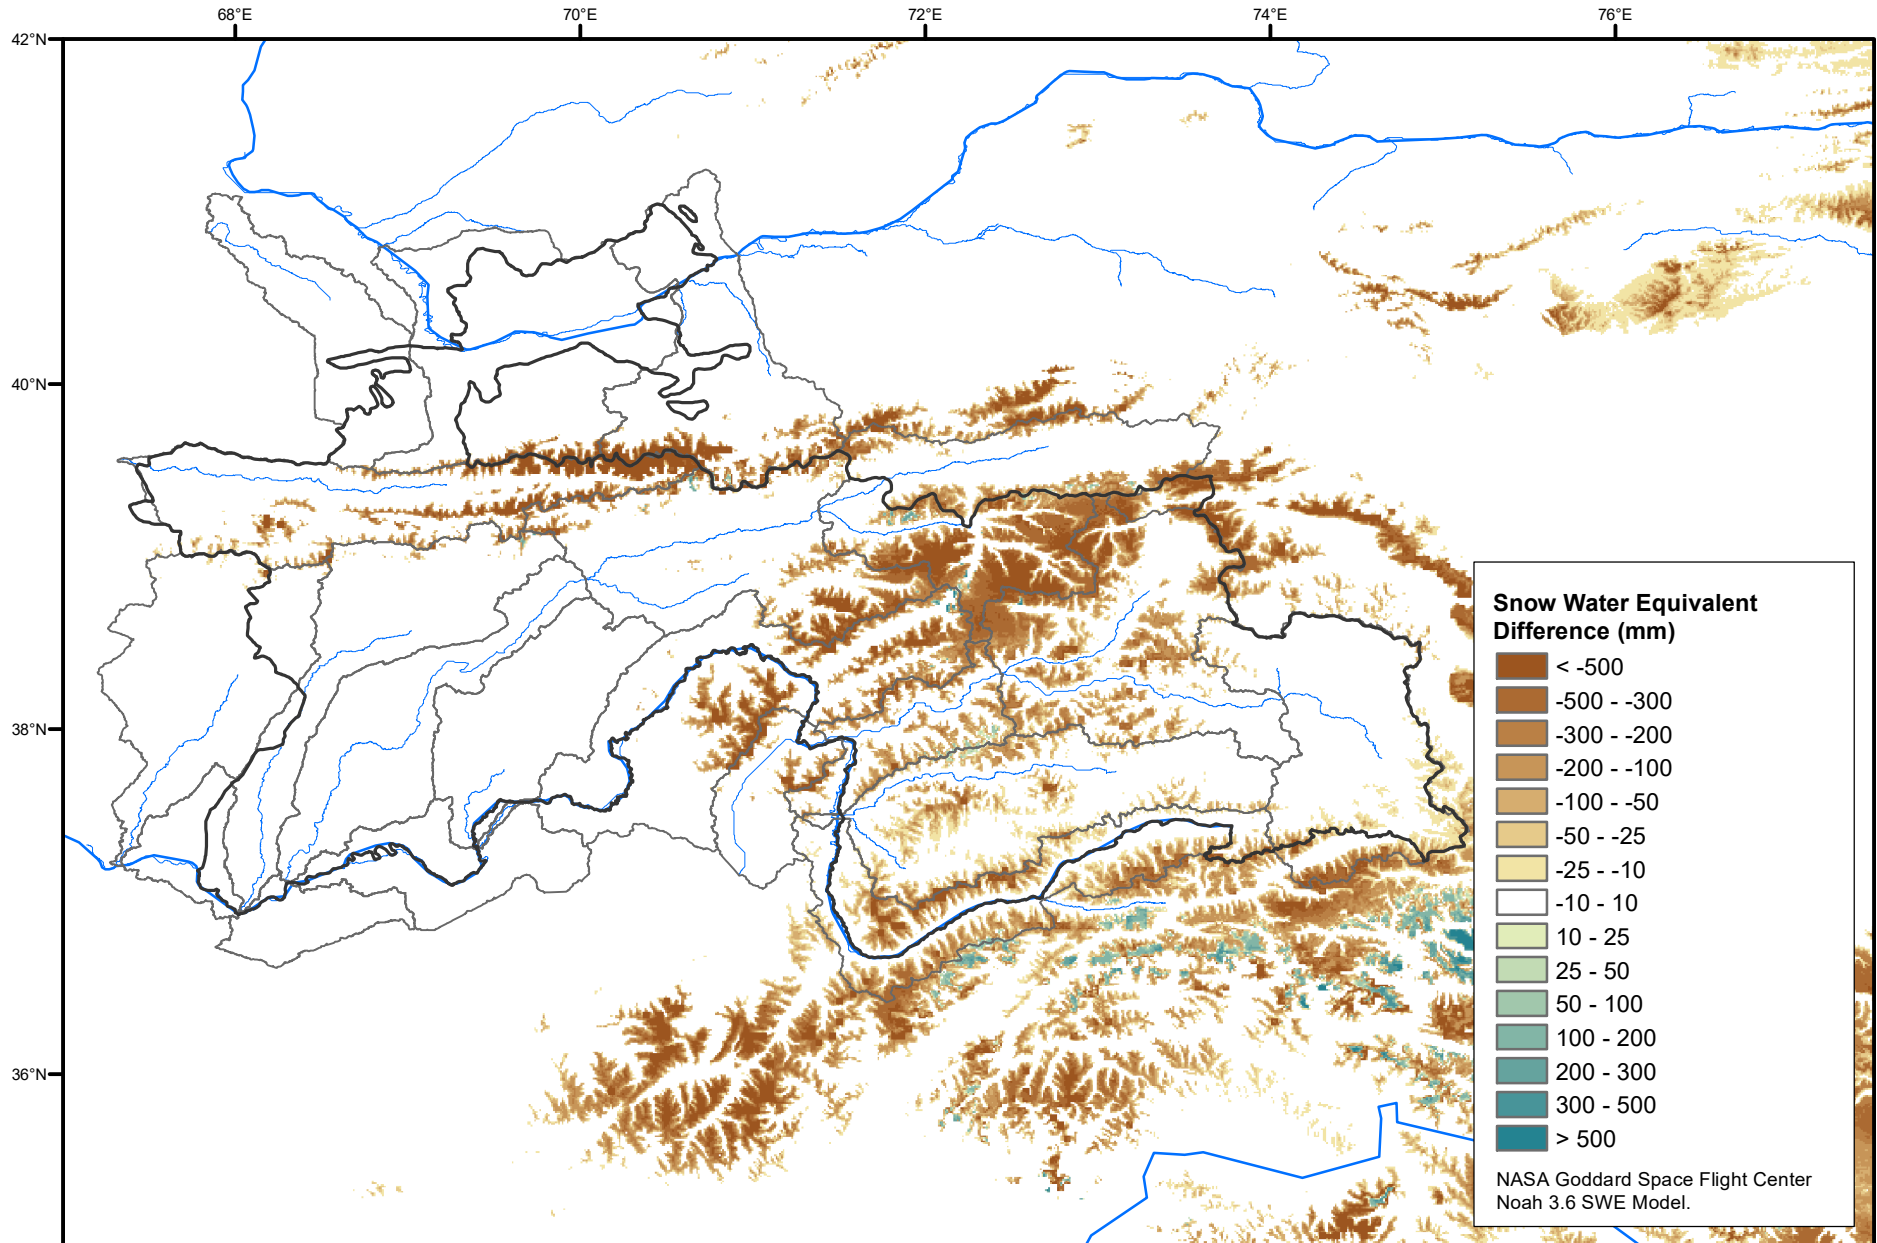 68°E 70°E 72°E 74°E 76°E
42°N
40°N
38°N
36°N
Snow Water Equivalent
Difference (mm)
< -500
-500 - -300
-300 - -200
-200 - -100
-100 - -50
-50 - -25
-25 - -10
-10 - 10
10 - 25
25 - 50
50 - 100
100 - 200
200 - 300
300 - 500
> 500
NASA Goddard Space Flight Center
Noah 3.6 SWE Model.